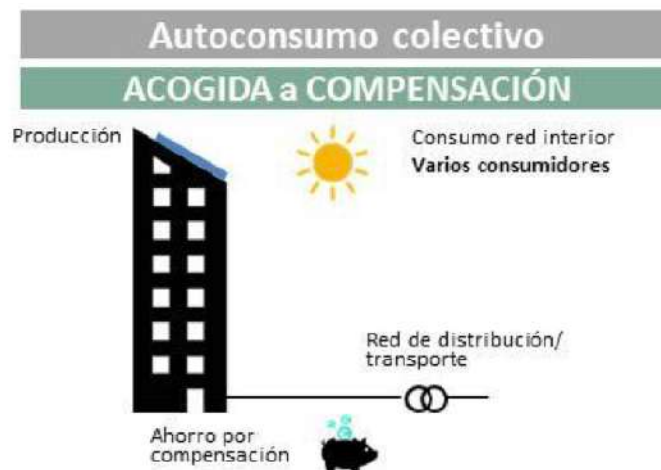 Autoconsumo colectivo
ACOGIDA a COMPENSACIÓN
Producción
Consumo red interior
Varios consumidores
Red de distribución/
transporte
Ahorro por
compensación